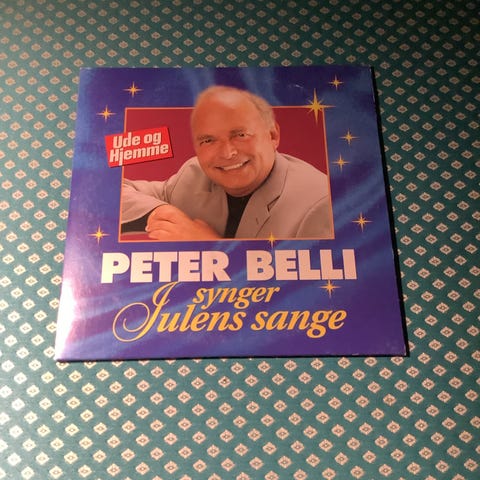 Ude og
Hjemme
PETER BELLI
synger
Julens sange